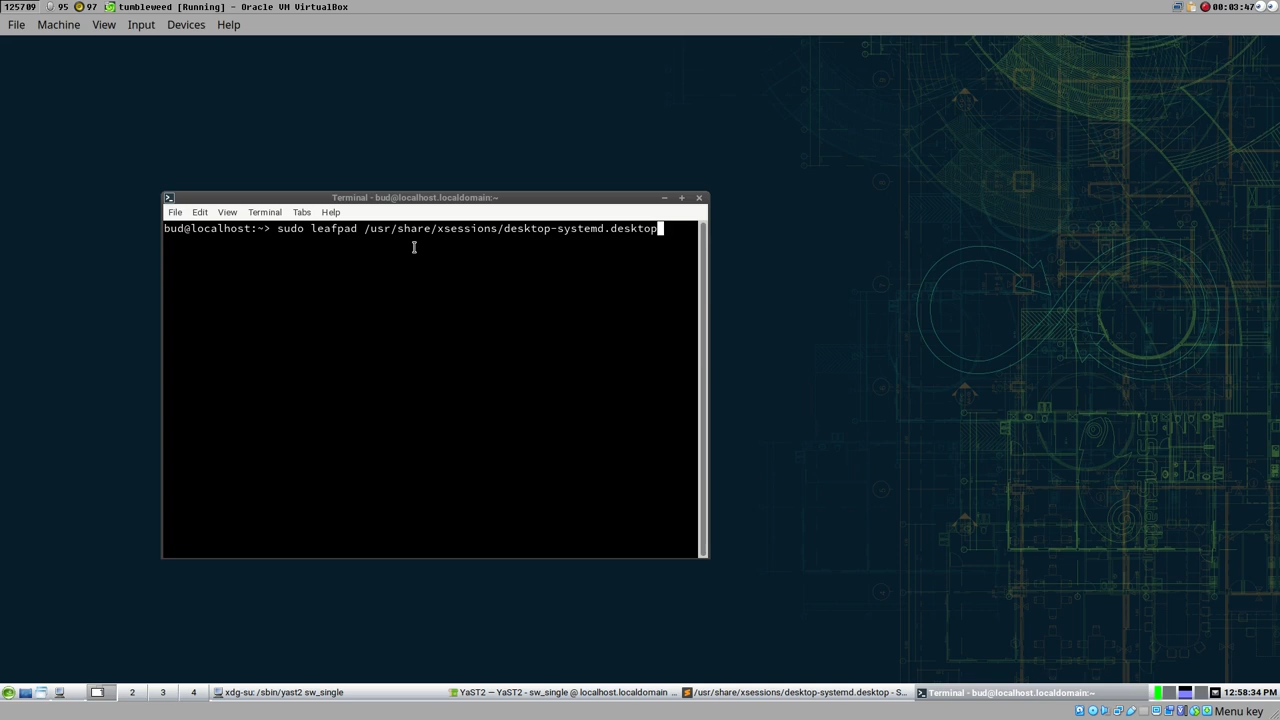 125709 95 97 tumbleweed [Running] - Oracle VM VirtualBox 00:03:47
File Machine View Input Devices Help
Terminal - bud@localhost.localdomain:~
File Edit View Terminal Tabs Help
bud@localhost:~> sudo leafpad /usr/share/xsessions/desktop-systemd.desktop
2 3 4 xdg-su: /sbin/yast2 sw_single YaST2 — YaST2 - sw_single @ localhost.localdomain ... /usr/share/xsessions/desktop-systemd.desktop - S... Terminal - bud@localhost.localdomain:~ 12:58:34 PM
Menu key